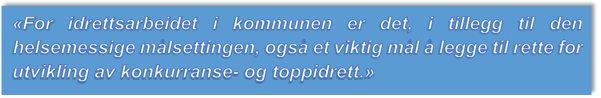 «For idrettsarbeidet i kommunen er det, i tillegg til den
helsemessige målsettingen, også et viktig mål å legge til rette for
utvikling av konkurranse- og toppidrett.»